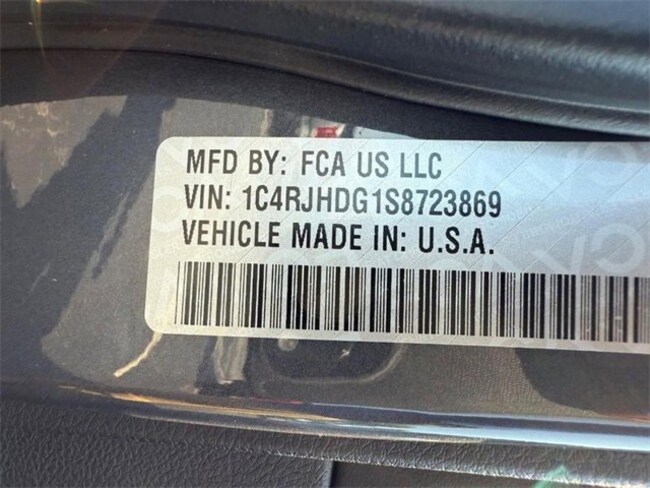 MFD BY: FCA US LLC
VIN: 1C4RJHDG1S8723869
VEHICLE MADE IN: U.S.A.